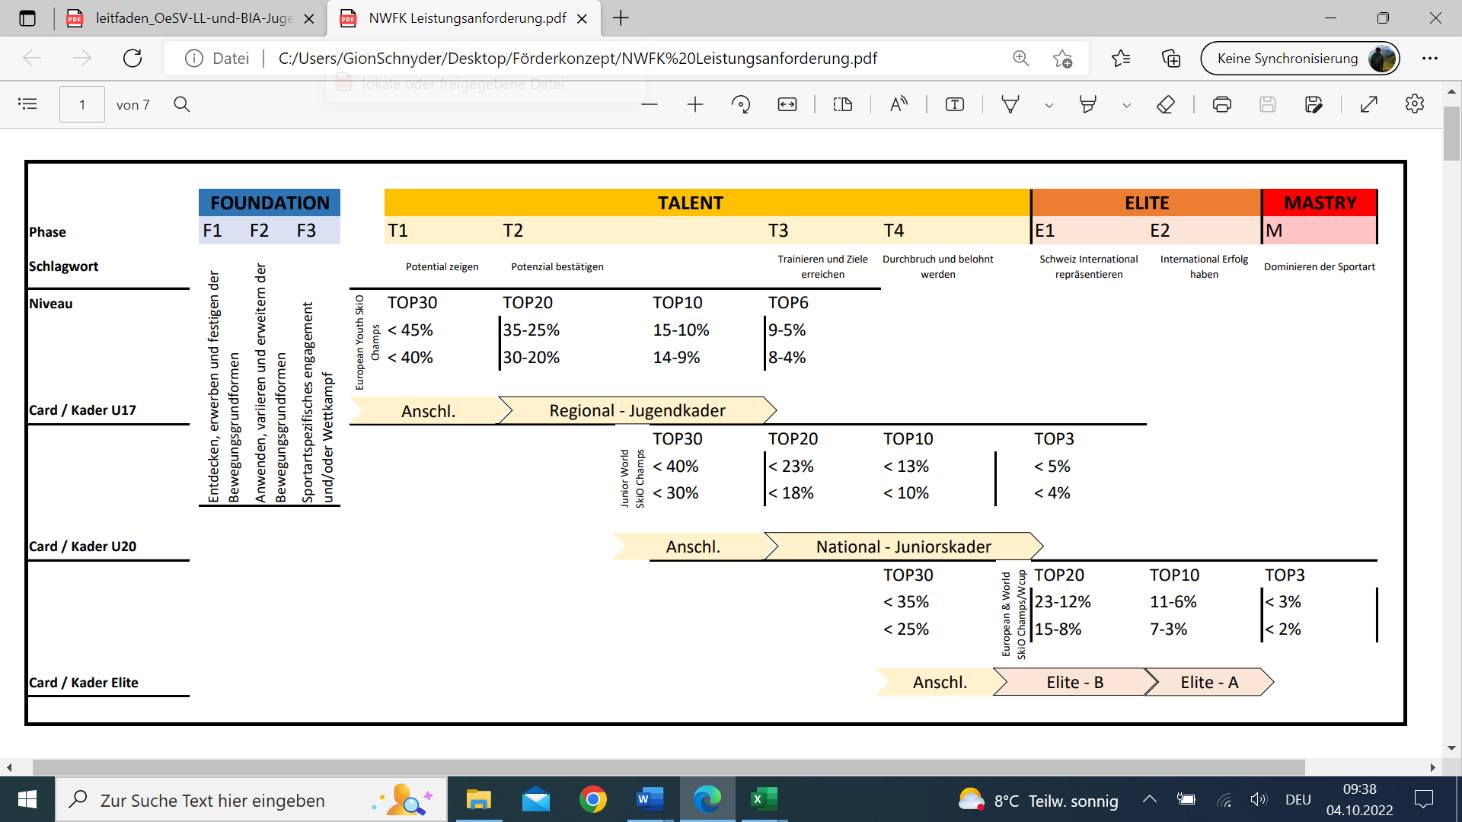 leitfaden_OeSV-LL-und-BIA-Juge
NWFK Leistungsanforderung.pdf
Datei
C:/Users/GionSchnyder/Desktop/Förderkonzept/NWFK%20Leistungsanforderung.pdf
Keine Synchronisierung
lokale oder freigegebene Datei
1 von 7
FOUNDATION TALENT ELITE MASTRY
Phase F1 F2 F3 T1 T2 T3 T4 E1 E2 M
Schlagwort
Potential zeigen
Potenzial bestätigen
Trainieren und Ziele
erreichen
Durchbruch und belohnt
werden
Schweiz International
repräsentieren
International Erfolg
haben
Dominieren der Sportart
Entdecken, erwerben und festigen der
Bewegungsgrundformen
Anwenden, variieren und erweitern der
Bewegungsgrundformen
Sportartspezifisches engagement
und/oder Wettkampf
Niveau
European Youth SkiO
Champs
TOP30 TOP20 TOP10 TOP6
< 45% 35-25% 15-10% 9-5%
< 40% 30-20% 14-9% 8-4%
Card / Kader U17 Anschl. Regional - Jugendkader
Junior World
SkiO Champs
TOP30 TOP20 TOP10 TOP3
< 40% < 23% < 13% < 5%
< 30% < 18% < 10% < 4%
Card / Kader U20 Anschl. National - Juniorskader
European & World
SkiO Champs/Wcup
TOP30 TOP20 TOP10 TOP3
< 35% 23-12% 11-6% < 3%
< 25% 15-8% 7-3% < 2%
Card / Kader Elite Anschl. Elite - B Elite - A
Zur Suche Text hier eingeben
8°C Teilw. sonnig
DEU
09:38
04.10.2022